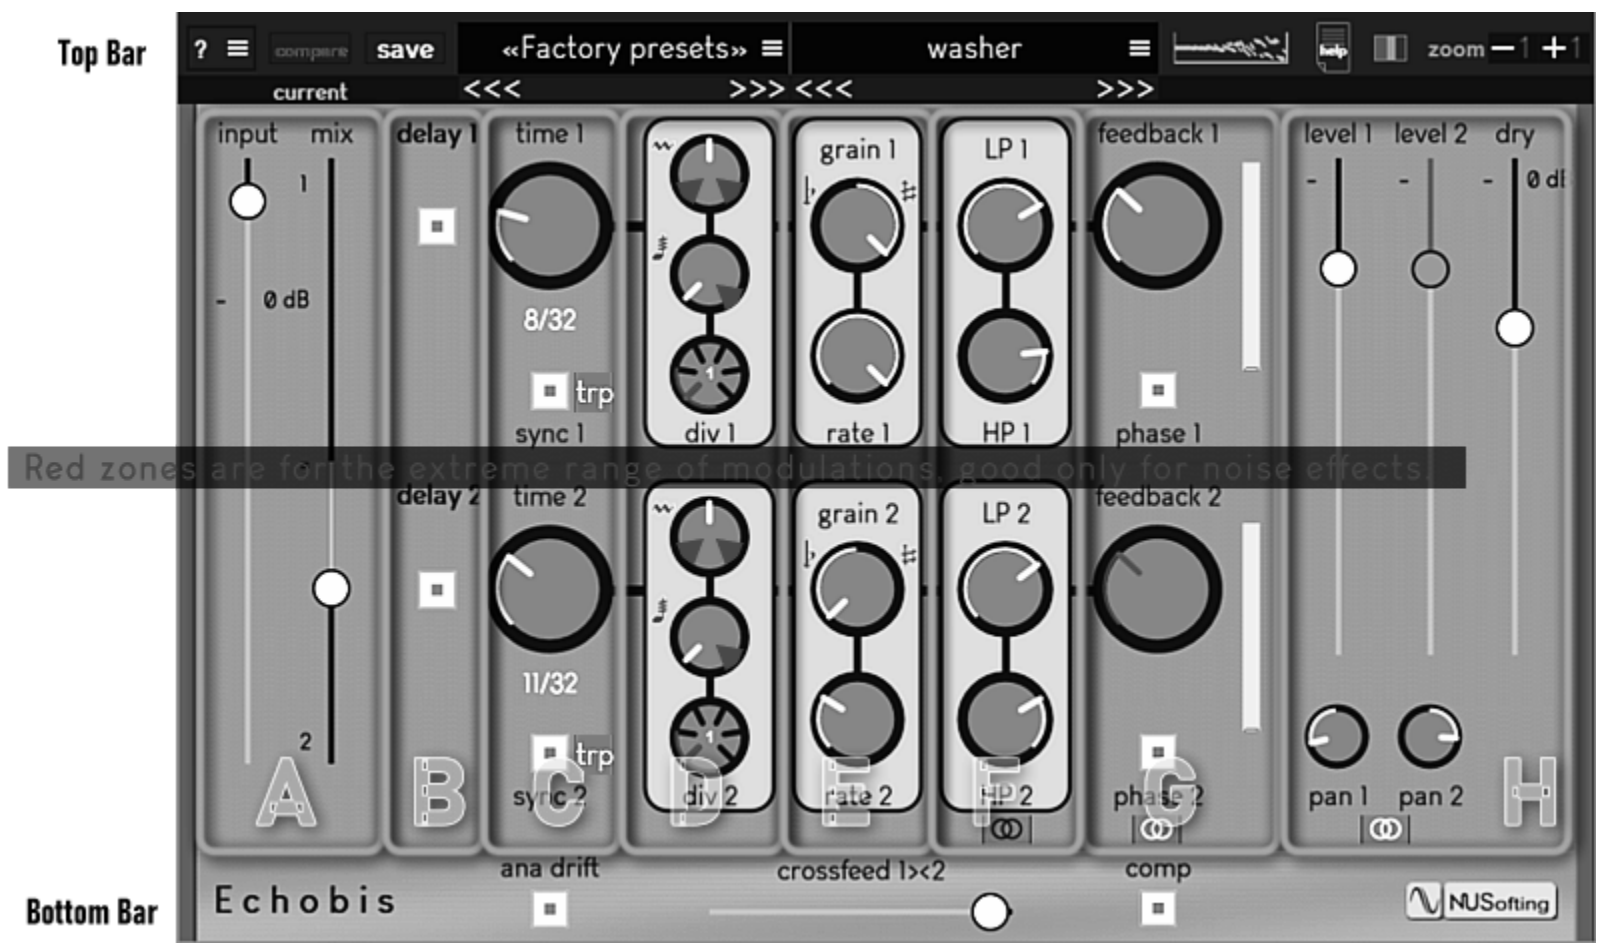 Top Bar
? compare save «Factory presets» washer help zoom − 1 + 1
current <<< >>> <<< >>>
input mix delay 1 time 1 grain 1 LP 1 feedback 1 level 1 level 2 dry
1 - - - 0 dB
- 0 dB
8/32
trp 1
sync 1 div 1 rate 1 HP 1 phase 1
Red zones are for the extreme range of modulations, good only for noise effects.
delay 2 time 2 grain 2 LP 2 feedback 2
11/32
2 trp 1
A B C D E F G H
sync 2 div 2 rate 2 HP 2 phase 2 pan 1 pan 2
ana drift crossfeed 1><2 comp
Bottom Bar Echobis NUSofting